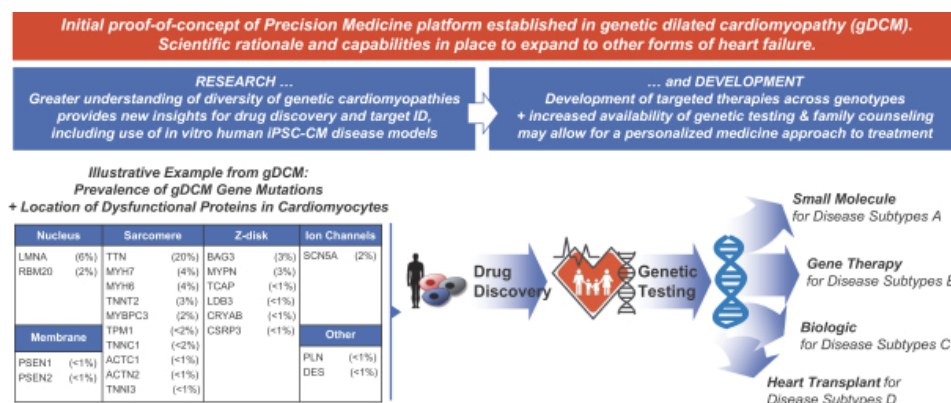 Initial proof-of-concept of Precision Medicine platform established in genetic dilated cardiomyopathy (gDCM).
Scientific rationale and capabilities in place to expand to other forms of heart failure.
RESEARCH ...
Greater understanding of diversity of genetic cardiomyopathies
provides new insights for drug discovery and target ID,
including use of in vitro human iPSC-CM disease models
... and DEVELOPMENT
Development of targeted therapies across genotypes
+ increased availability of genetic testing & family counseling
may allow for a personalized medicine approach to treatment
Illustrative Example from gDCM:
Prevalence of gDCM Gene Mutations
+ Location of Dysfunctional Proteins in Cardiomyocytes
Nucleus
LMNA (6%)
RBM20 (2%)
Membrane
PSEN1 (<1%)
PSEN2 (<1%)
Sarcomere
TTN (20%)
MYH7 (4%)
MYH6 (4%)
TNNT2 (3%)
MYBPC3 (2%)
TPM1 (<2%)
TNNC1 (<2%)
ACTC1 (<1%)
ACTN2 (<1%)
TNNI3 (<1%)
Z-disk
BAG3 (3%)
MYPN (3%)
TCAP (<1%)
LDB3 (<1%)
CRYAB (<1%)
CSRP3 (<1%)
Ion Channels
SCN5A (2%)
Other
PLN (<1%)
DES (<1%)
Drug
Discovery
Genetic
Testing
Small Molecule
for Disease Subtypes A
Gene Therapy
for Disease Subtypes B
Biologic
for Disease Subtypes C
Heart Transplant for
Disease Subtypes D